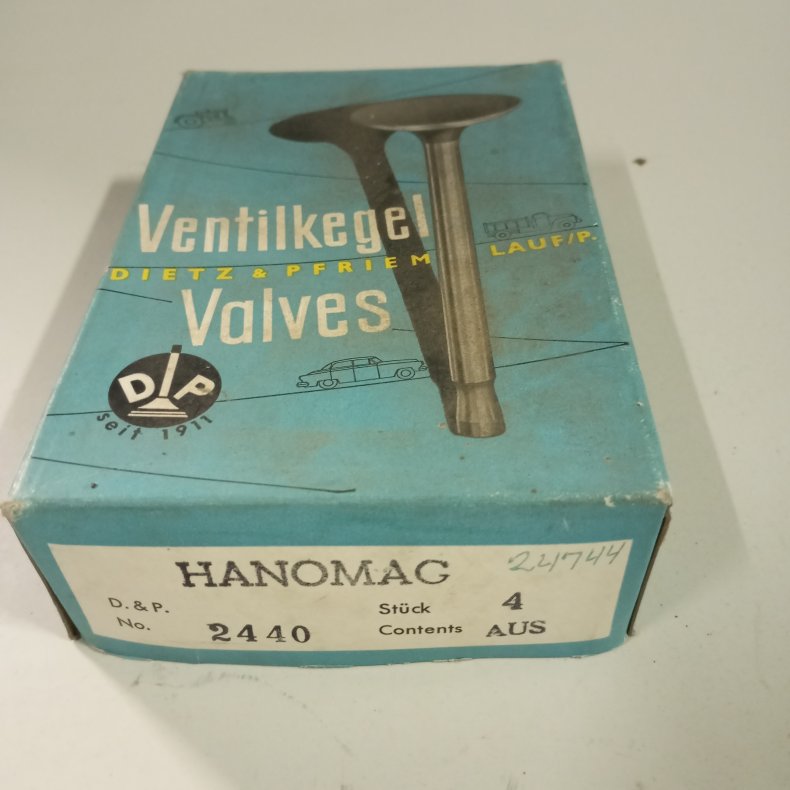 Ventilkegel
DIETZ & PFRIEM LAUF/P.
Valves
D P
seit 1911
HANOMAG 24744
D. & P. Stück 4
No. 2440 Contents AUS